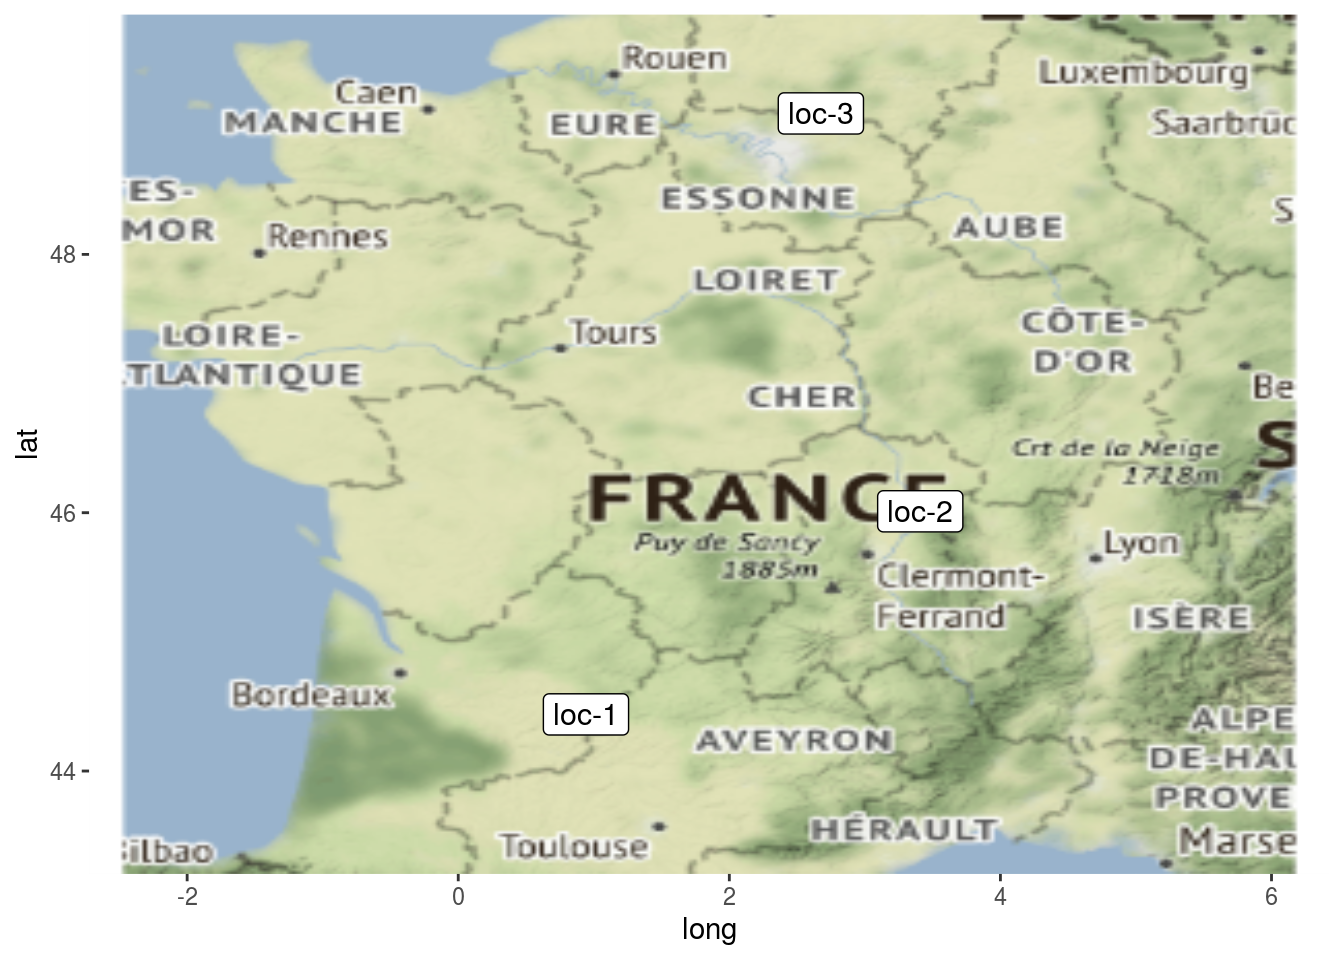 Rouen
Luxembourg
Caen
MANCHE
EURE
loc-3
Saarbrüc
ES-
MOR
ESSONNE
S
Rennes
AUBE
48
LOIRET
LOIRE-
TLANTIQUE
Tours
CÔTE-
D'OR
CHER
Be
lat
Crt de la Neige
1718m
S
FRANCE
loc-2
46
Puy de Sancy
1885m
Lyon
Clermont-
Ferrand
ISÈRE
Bordeaux
loc-1
AVEYRON
ALPE
DE-HAU
PROVE
44
HÉRAULT
Toulouse
Marse
ilbao
-2
0
2
4
6
long